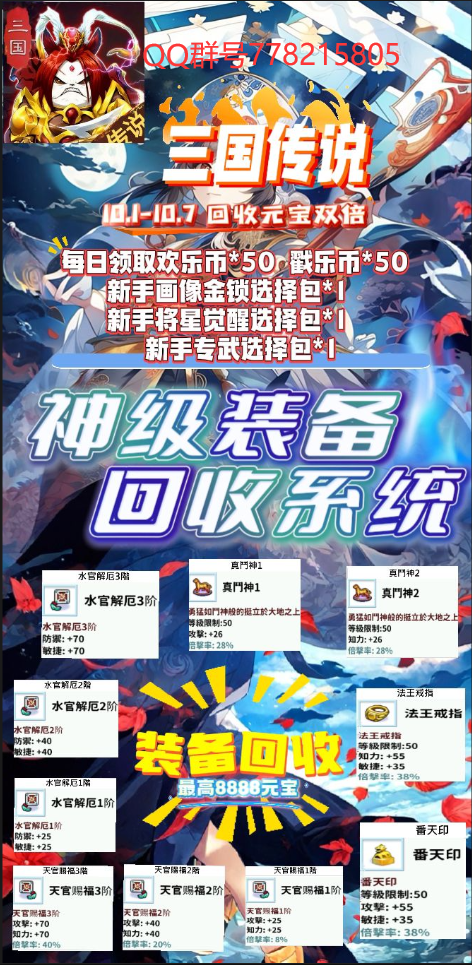 三国
传说
QQ群号778215805
三国传说
10.1-10.7 回收元宝双倍
每日领取欢乐币*50 戳乐币*50
新手画像金锁选择包*1
新手将星觉醒选择包*1
新手专武选择包*1
神级装备
回收系统
水官解厄3階
水官解厄3阶
水官解厄3阶
防禦: +70
敏捷: +70
真鬥神1
真鬥神1
勇猛如鬥神般的挺立於大地之上
等級限制:50
攻擊: +26
倍擊率: 28%
真鬥神2
真鬥神2
勇猛如鬥神般的挺立於大地之上
等級限制:50
知力: +26
倍擊率: 28%
水官解厄2階
水官解厄2阶
水官解厄2阶
防禦: +40
敏捷: +40
装备回收
最高8888元宝
法王戒指
法王戒指
法王戒指
等級限制:50
知力: +55
敏捷: +35
倍擊率: 38%
水官解厄1階
水官解厄1阶
水官解厄1阶
防禦: +25
敏捷: +25
番天印
番天印
番天印
等級限制:50
攻擊: +55
敏捷: +35
倍擊率: 38%
天官賜福3階
天官赐福3阶
天官赐福3阶
攻擊: +70
知力: +70
倍擊率: 40%
天官賜福2階
天官赐福2阶
天官赐福2阶
攻擊: +40
知力: +40
倍擊率: 20%
天官賜福1階
天官赐福1阶
天官赐福1阶
攻擊: +25
知力: +25
倍擊率: 8%